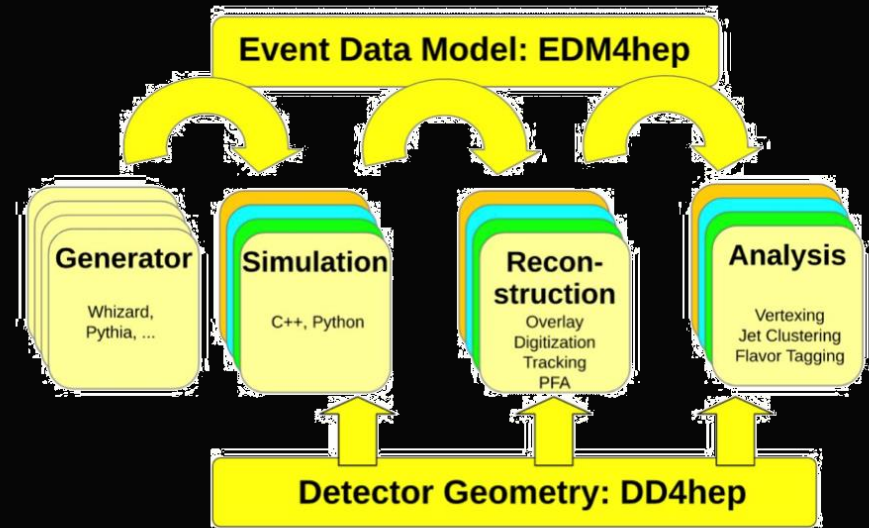 Event Data Model: EDM4hep
Generator
Whizard,
Pythia, ...
Simulation
C++, Python
Recon-
struction
Overlay
Digitization
Tracking
PFA
Analysis
Vertexing
Jet Clustering
Flavor Tagging
Detector Geometry: DD4hep